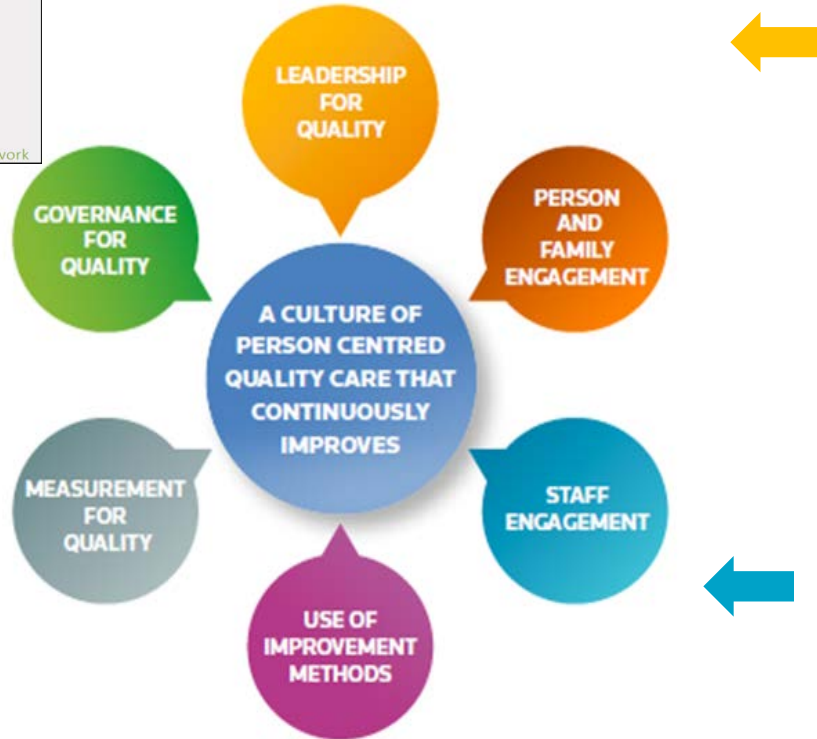 work
LEADERSHIP
FOR
QUALITY
PERSON
AND
FAMILY
ENGAGEMENT
GOVERNANCE
FOR
QUALITY
A CULTURE OF
PERSON CENTRED
QUALITY CARE THAT
CONTINUOUSLY
IMPROVES
MEASUREMENT
FOR
QUALITY
STAFF
ENGAGEMENT
USE OF
IMPROVEMENT
METHODS